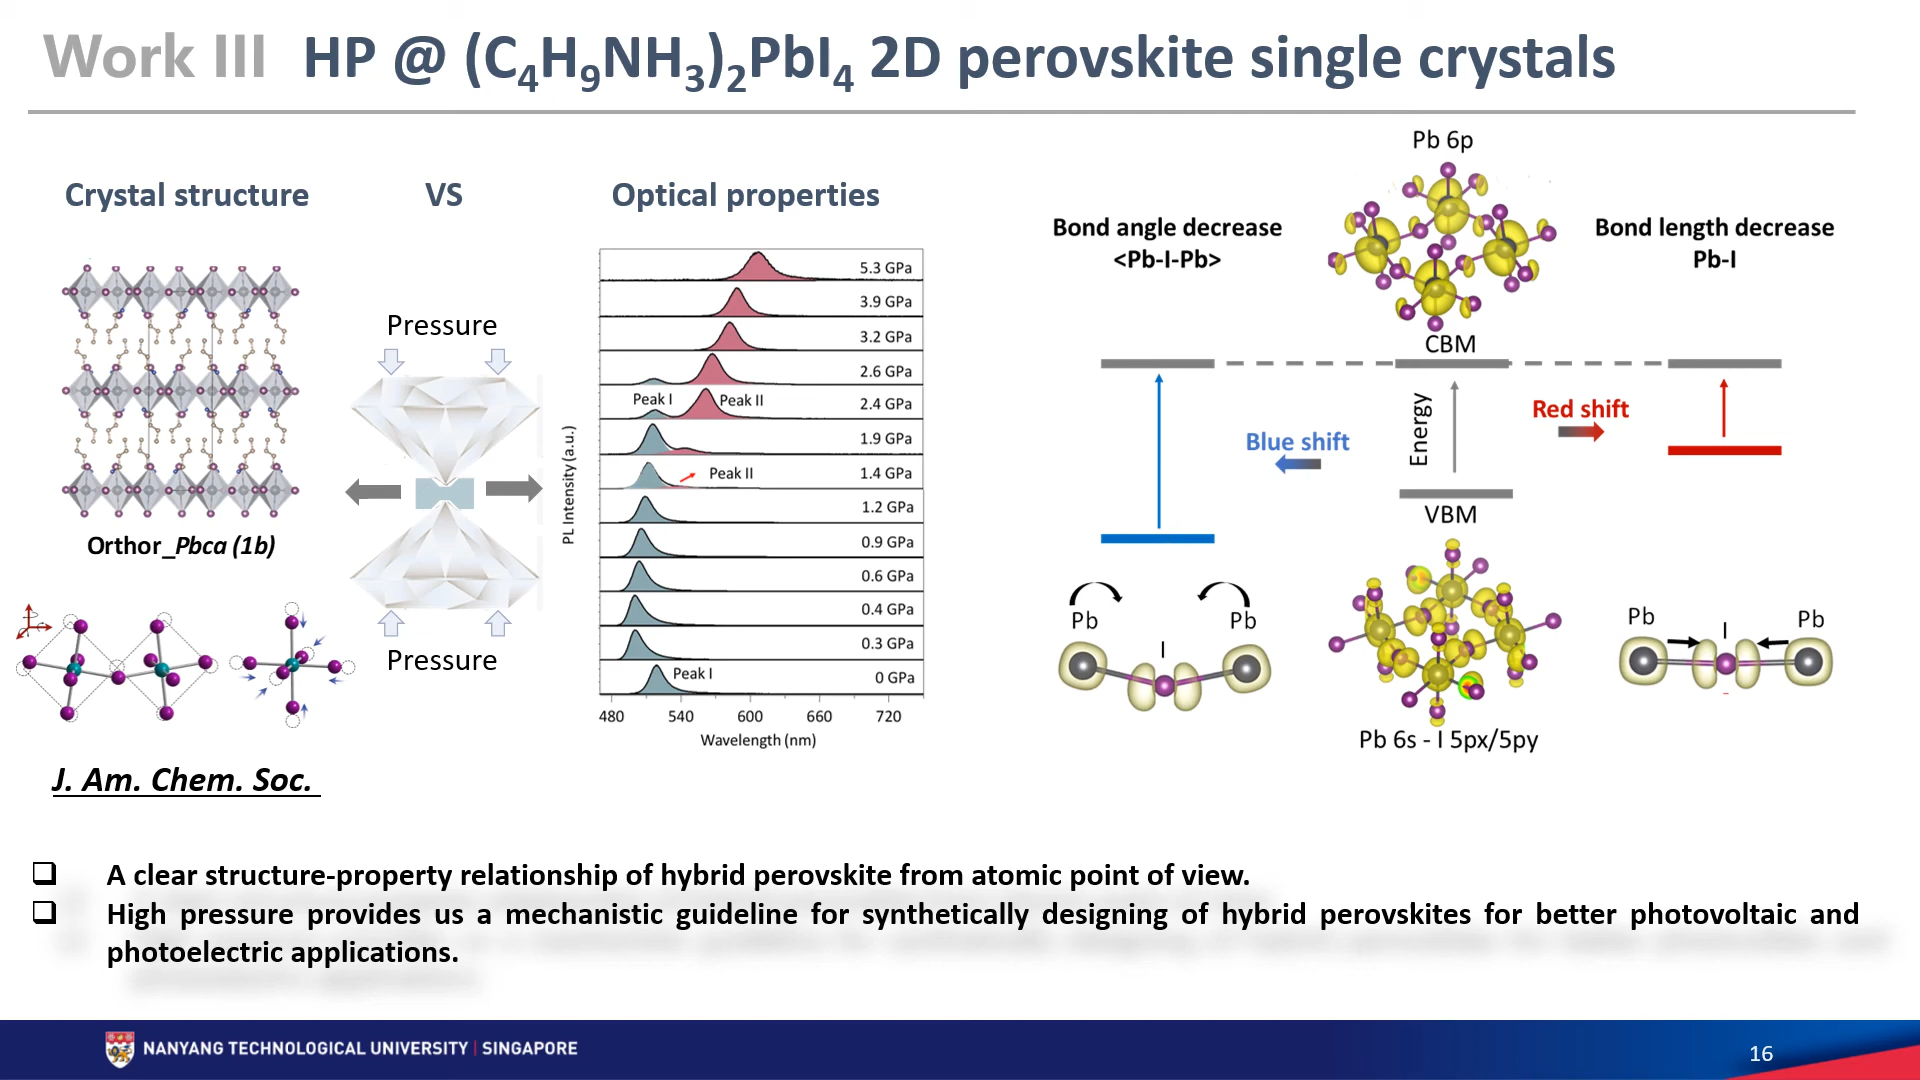 Work III HP @ (C4H9NH3)2PbI4 2D perovskite single crystals
Crystal structure
VS
Optical properties
Orthor_Pbca (1b)
J. Am. Chem. Soc.
Pressure
Pressure
PL Intensity (a.u.)
5.3 GPa
3.9 GPa
3.2 GPa
2.6 GPa
Peak I
Peak II
2.4 GPa
1.9 GPa
Peak II
1.4 GPa
1.2 GPa
0.9 GPa
0.6 GPa
0.4 GPa
0.3 GPa
Peak I
0 GPa
480 540 600 660 720
Wavelength (nm)
Pb 6p
Bond angle decrease
<Pb-I-Pb>
Bond length decrease
Pb-I
CBM
Energy
Blue shift
Red shift
VBM
Pb
Pb
I
Pb
Pb
I
Pb 6s - I 5px/5py
❑ A clear structure-property relationship of hybrid perovskite from atomic point of view.
❑ High pressure provides us a mechanistic guideline for synthetically designing of hybrid perovskites for better photovoltaic and
photoelectric applications.
NANYANG TECHNOLOGICAL UNIVERSITY | SINGAPORE
16